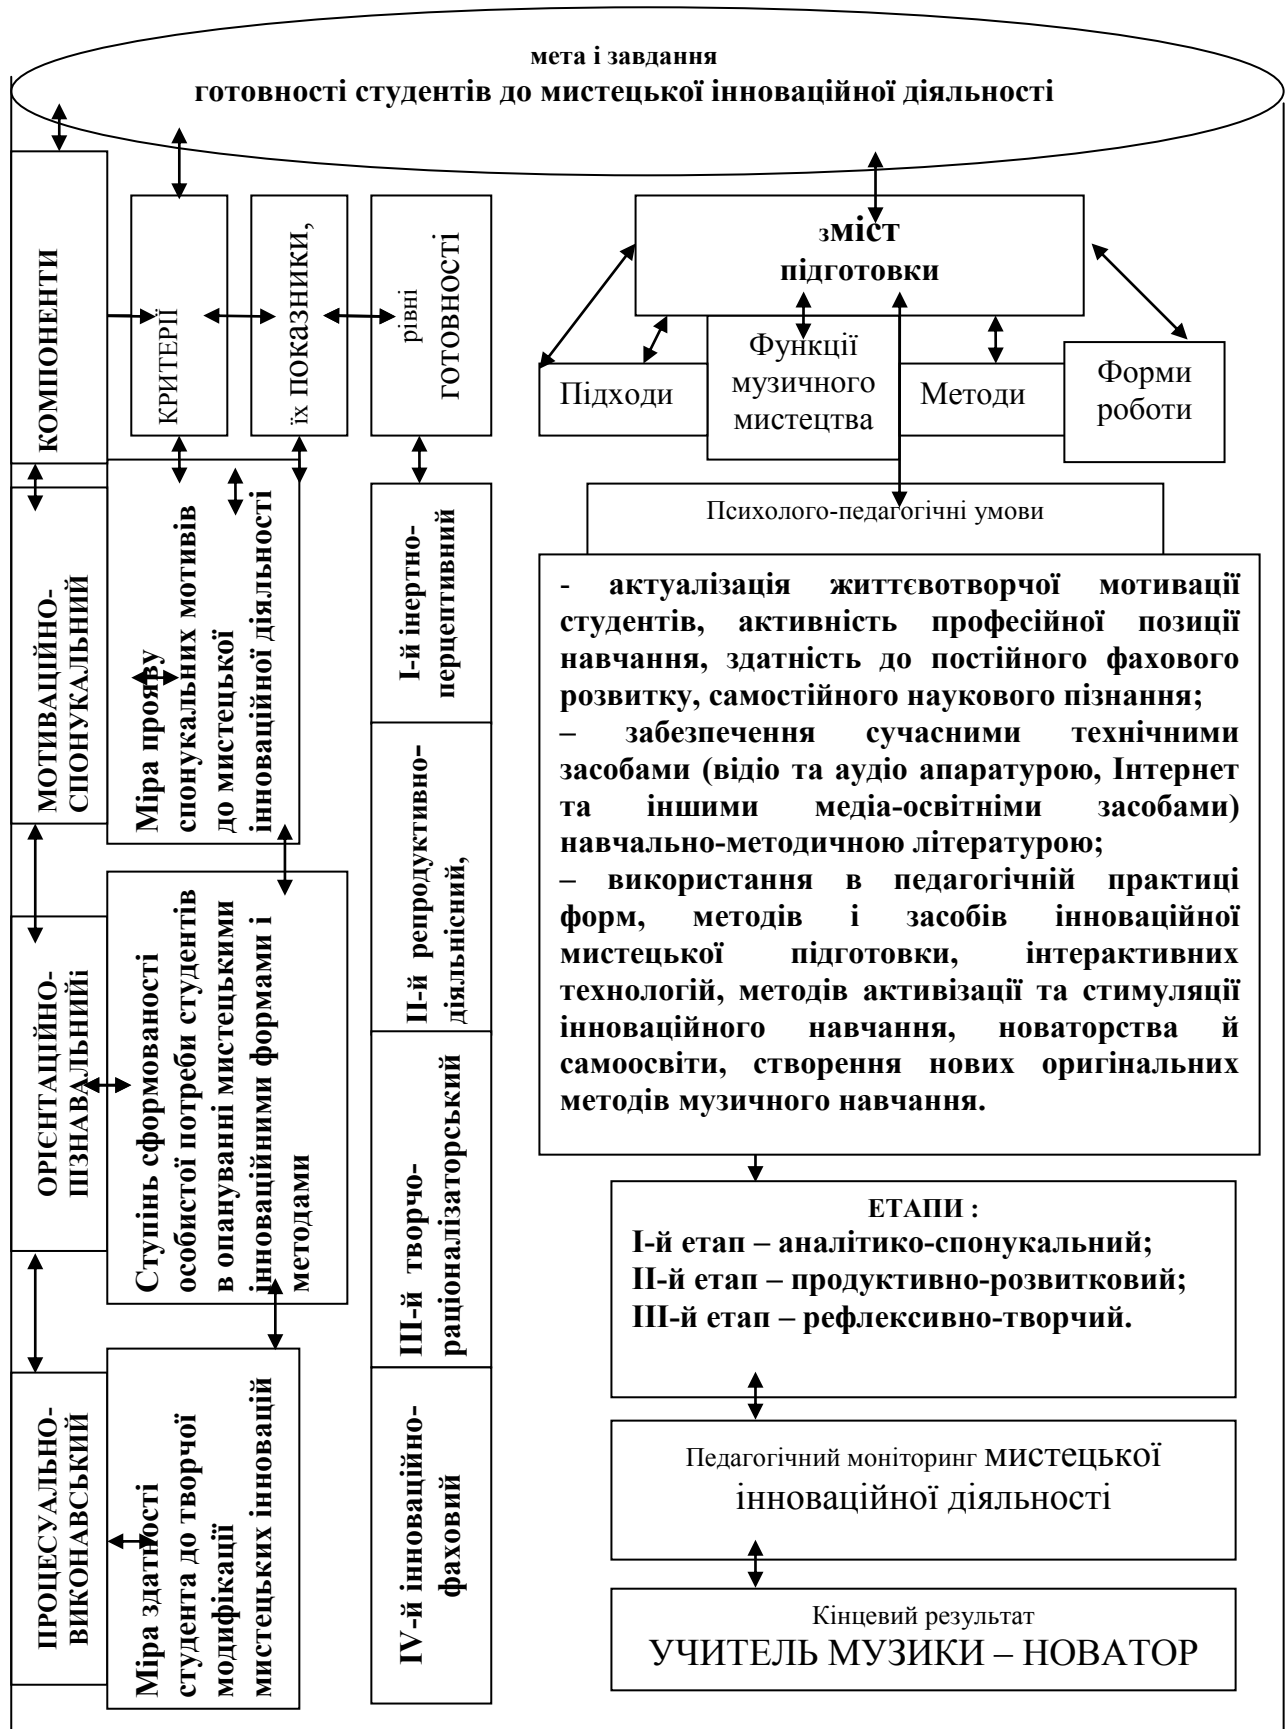 мета і завдання
готовності студентів до мистецької інноваційної діяльності
КОМПОНЕНТИ
КРИТЕРІЇ
їх показники,
рівні
готовності
зміст
підготовки
Підходи
Функції
музичного
мистецтва
Методи
Форми
роботи
МОТИВАЦІЙНО-
СПОНУКАЛЬНИЙ
Міра прояву
спонукальних мотивів
до мистецької
інноваційної діяльності
ОРІЄНТАЦІЙНО-
ПІЗНАВАЛЬНИЙі
Ступінь сформованості
особистої потреби студентів
в опануванні мистецькими
інноваційними формами і
методами
ПРОЦЕСУАЛЬНО-
ВИКОНАВСЬКИЙ
Міра здатності
студента до творчої
модифікації
мистецьких інновацій
І-й інертно-
перцептивний
ІІ-й репродуктивно–
діяльнісний,
ІІІ-й творчо-
раціоналізаторський
ІV-й інноваційно-
фаховий
Психолого-педагогічні умови
- актуалізація життєвотворчої мотивації
студентів, активність професійної позиції
навчання, здатність до постійного фахового
розвитку, самостійного наукового пізнання;
– забезпечення сучасними технічними
засобами (відіо та аудіо апаратурою, Інтернет
та іншими медіа-освітніми засобами)
навчально-методичною літературою;
– використання в педагогічній практиці
форм, методів і засобів інноваційної
мистецької підготовки, інтерактивних
технологій, методів активізації та стимуляції
інноваційного навчання, новаторства й
самоосвіти, створення нових оригінальних
методів музичного навчання.
ЕТАПИ :
І-й етап – аналітико-спонукальний;
ІІ-й етап – продуктивно-розвитковий;
ІІІ-й етап – рефлексивно-творчий.
Педагогічний моніторинг мистецької
інноваційної діяльності
Кінцевий результат
УЧИТЕЛЬ МУЗИКИ – НОВАТОР